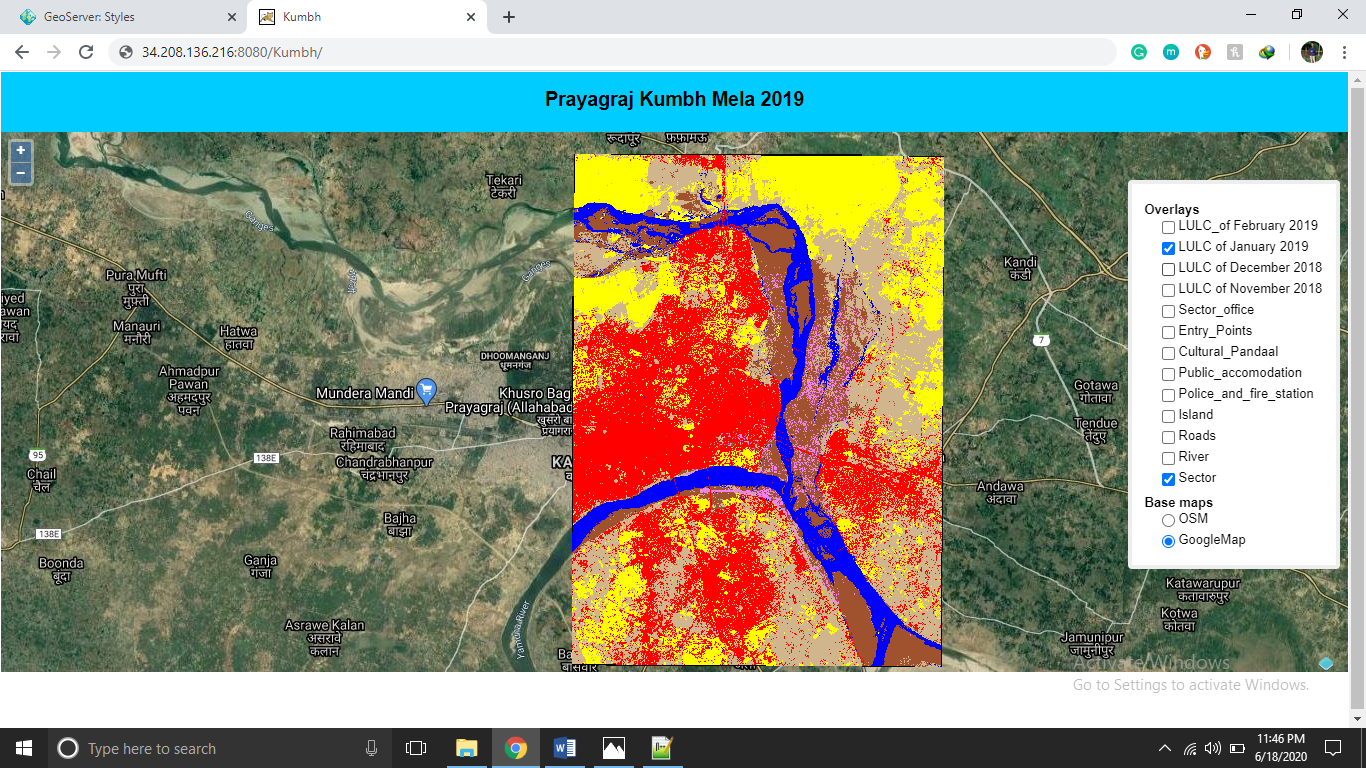 GeoServer: Styles
Kumbh
34.208.136.216:8080/Kumbh/
Prayagraj Kumbh Mela 2019
+
−
रूदापूर
फ़फ़ामऊ
Tekari
टेकरी
Ganges
Ganges
Kandi
कंडी
Pura Mufti
पुरा
मुफ़्ती
Manauri
मनौरी
Hatwa
हातवा
7
DHOOMANGANJ
धूमनगंज
Ahmadpur
Pawan
अहमदपुर
पवन
Mundera Mandi
Khusro Bag
Prayagraj (Allahabad
Gotawa
गोतावा
Tendue
तेंदुए
Rahimabad
रहिमाबाद
Chandrabhanpur
चंद्रभानपुर
95
138E
Chail
चैल
KA
Andawa
अंदावा
Bajha
बाझा
138E
Boonda
बूंदा
Ganja
गंजा
Katawarupur
कतावारुपुर
Kotwa
कोतवा
Yamuna River
Asrawe Kalan
असरावे
कलान
Jamunipur
जामुनीपुर
Overlays
LULC_of February 2019
LULC of January 2019
LULC of December 2018
LULC of November 2018
Sector_office
Entry_Points
Cultural_Pandaal
Public_accomodation
Police_and_fire_station
Island
Roads
River
Sector
Base maps
OSM
GoogleMap
Activate Windows
Go to Settings to activate Windows.
Type here to search
11:46 PM
6/18/2020